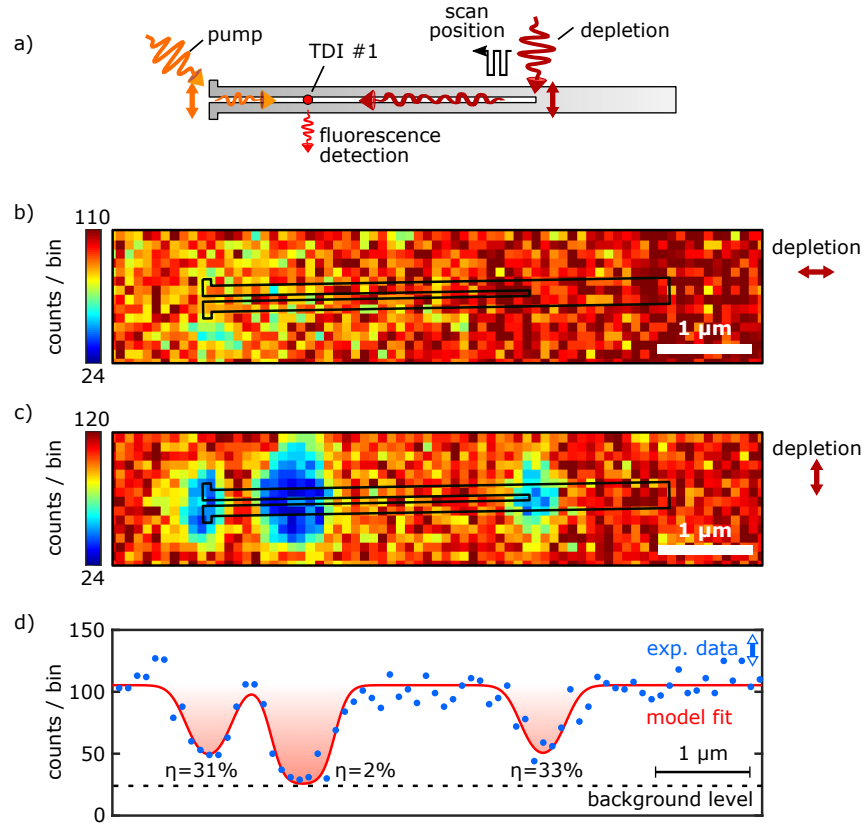 a)
pump
TDI #1
scan
position
depletion
fluorescence
detection
b)
110
counts / bin
24
depletion
1 μm
c)
120
counts / bin
24
depletion
1 μm
d)
150
100
50
0
counts / bin
exp. data
model fit
η=31%
η=2%
η=33%
1 μm
background level